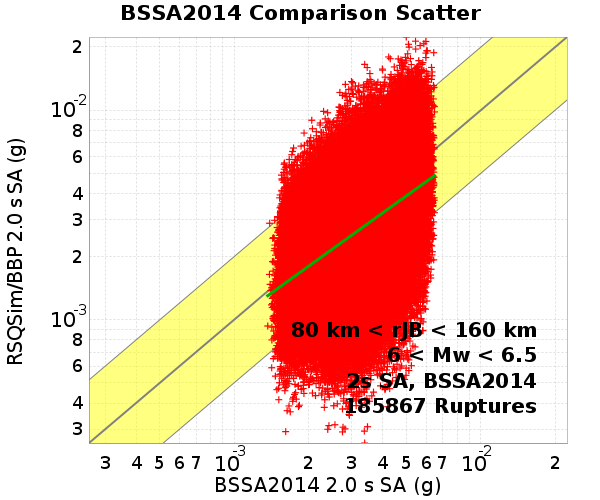 BSSA2014 Comparison Scatter
RSQSim/BBP 2.0 s SA (g)
2
10-2
8
6
4
3
2
10-3
8
6
4
3
80 km < rJB < 160 km
6 < Mw < 6.5
2s SA, BSSA2014
185867 Ruptures
3 4 5 6 7 10-3 2 3 4 5 6 7 10-2 2
BSSA2014 2.0 s SA (g)